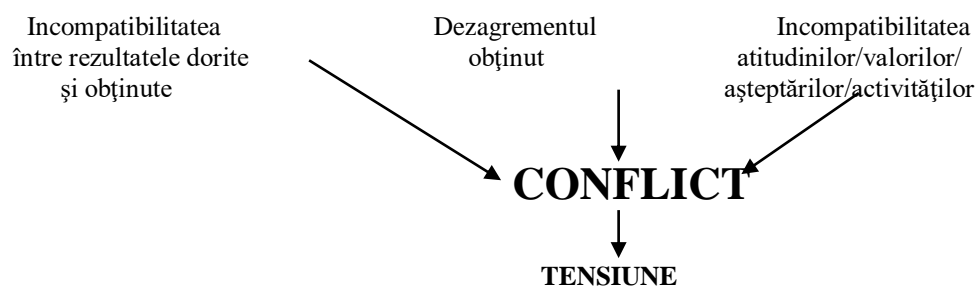 Incompatibilitatea
între rezultatele dorite
şi obţinute
Dezagrementul
obţinut
Incompatibilitatea
atitudinilor/valorilor/
aşteptărilor/activităţilor
CONFLICT
TENSIUNE